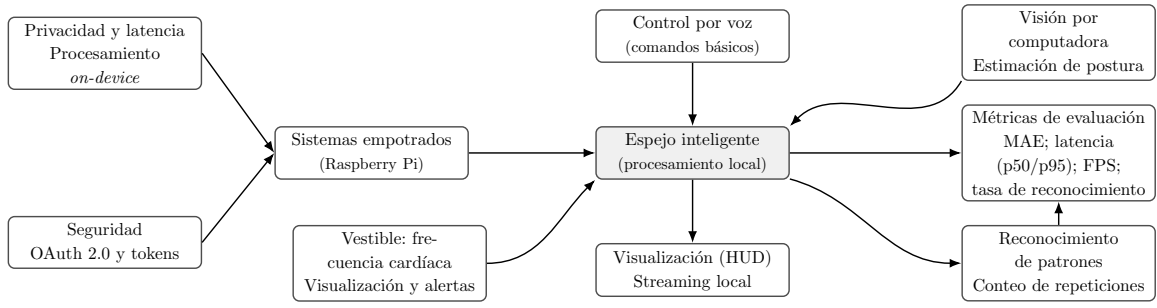 Privacidad y latencia
Procesamiento
on-device
Control por voz
(comandos básicos)
Visión por
computadora
Estimación de postura
Sistemas empotrados
(Raspberry Pi)
Espejo inteligente
(procesamiento local)
Métricas de evaluación
MAE; latencia
(p50/p95); FPS;
tasa de reconocimiento
Seguridad
OAuth 2.0 y tokens
Vestible: fre-
cuencia cardíaca
Visualización y alertas
Visualización (HUD)
Streaming local
Reconocimiento
de patrones
Conteo de repeticiones